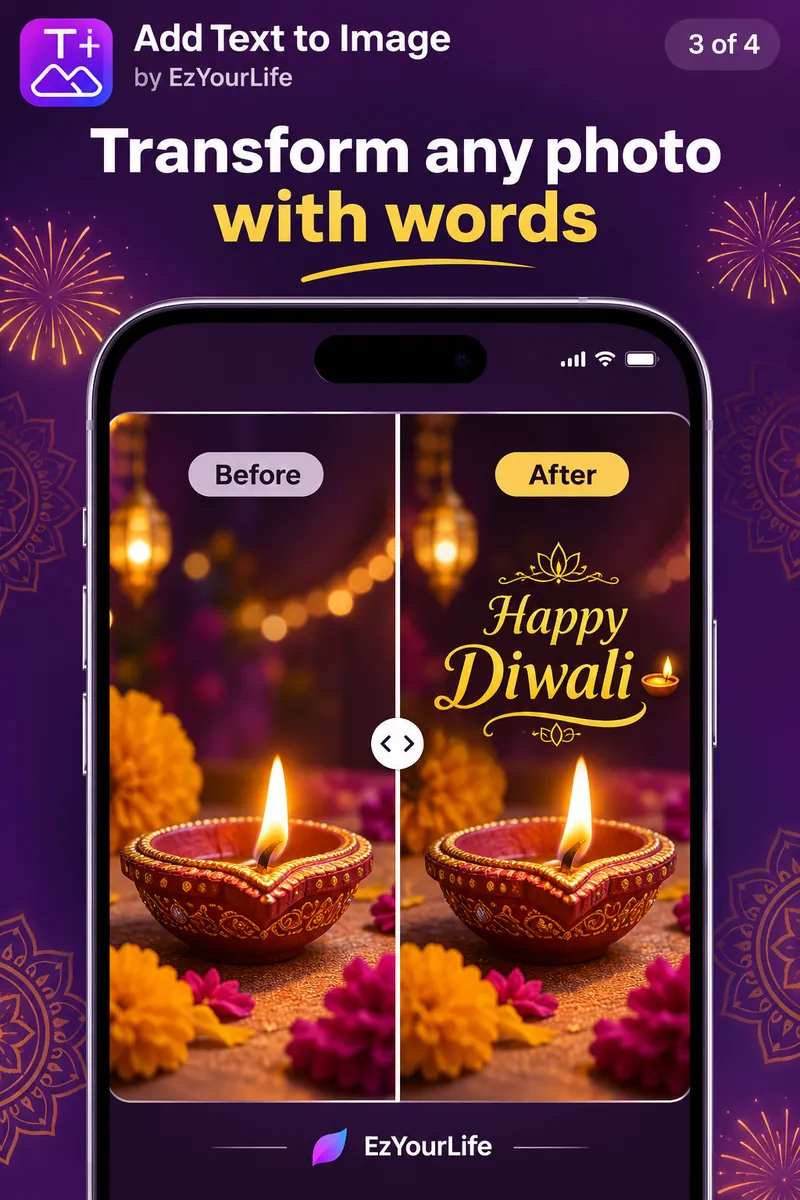 T+
Add Text to Image
by EzYourLife
3 of 4
Transform any photo
with words
Before
After
Happy
Diwali
EzYourLife